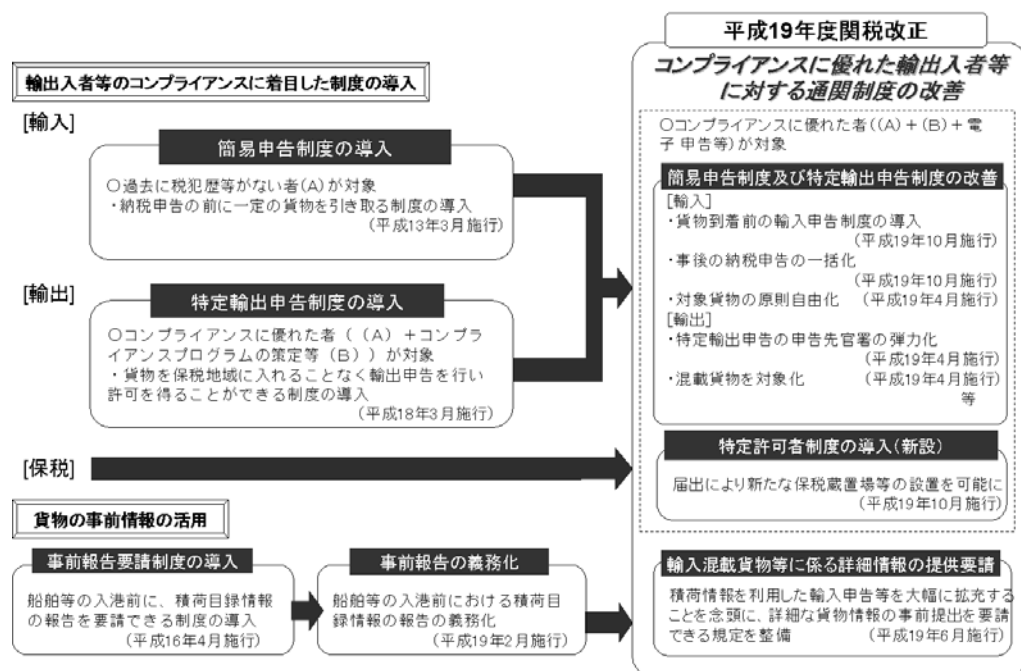 輸出入者等のコンプライアンスに着目した制度の導入
[輸入]
簡易申告制度の導入
○過去に税犯歴等がない者(A)が対象
・納税申告の前に一定の貨物を引き取る制度の導入
(平成13年3月施行)
[輸出]
特定輸出申告制度の導入
○コンプライアンスに優れた者((A)+コンプラ
イアンスプログラムの策定等(B))が対象
・貨物を保税地域に入れることなく輸出申告を行い
許可を得ることができる制度の導入
(平成18年3月施行)
[保税]
貨物の事前情報の活用
事前報告要請制度の導入
船舶等の入港前に、積荷目録情報
の報告を要請できる制度の導入
(平成16年4月施行)
事前報告の義務化
船舶等の入港前における積荷目
録情報の報告の義務化
(平成19年2月施行)
平成19年度関税改正
コンプライアンスに優れた輸出入者等
に対する通関制度の改善
○コンプライアンスに優れた者((A)+(B)+電
子 申告等)が対象
簡易申告制度及び特定輸出申告制度の改善
[輸入]
・貨物到着前の輸入申告制度の導入
(平成19年10月施行)
・事後の納税申告の一括化
(平成19年10月施行)
・対象貨物の原則自由化 (平成19年4月施行)
[輸出]
・特定輸出申告の申告先官署の弾力化
(平成19年4月施行)
・混載貨物を対象化 (平成19年4月施行)
等
特定許可者制度の導入(新設)
届出により新たな保税蔵置場等の設置を可能に
(平成19年10月施行)
輸入混載貨物等に係る詳細情報の提供要請
積荷情報を利用した輸入申告等を大幅に拡充する
ことを念頭に、詳細な貨物情報の事前提出を要請
できる規定を整備 (平成19年6月施行)